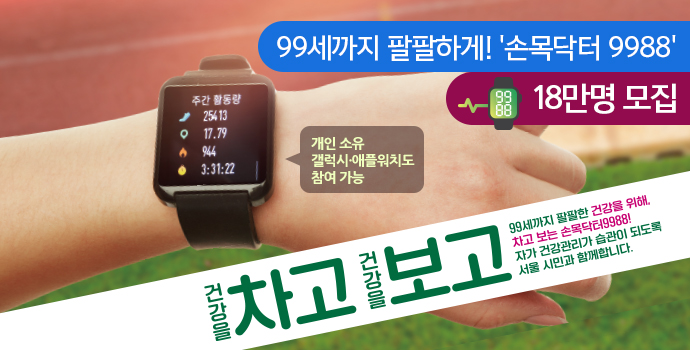 99세까지 팔팔하게! '손목닥터 9988'
99
88
18만명 모집
주간 활동량
25413
17.79
944
3:31:22
개인 소유
갤럭시·애플워치도
참여 가능
건강을 차고 건강을 보고
99세까지 팔팔한 건강을 위해,
차고 보는 손목닥터9988!
자가 건강관리가 습관이 되도록
서울 시민과 함께합니다.